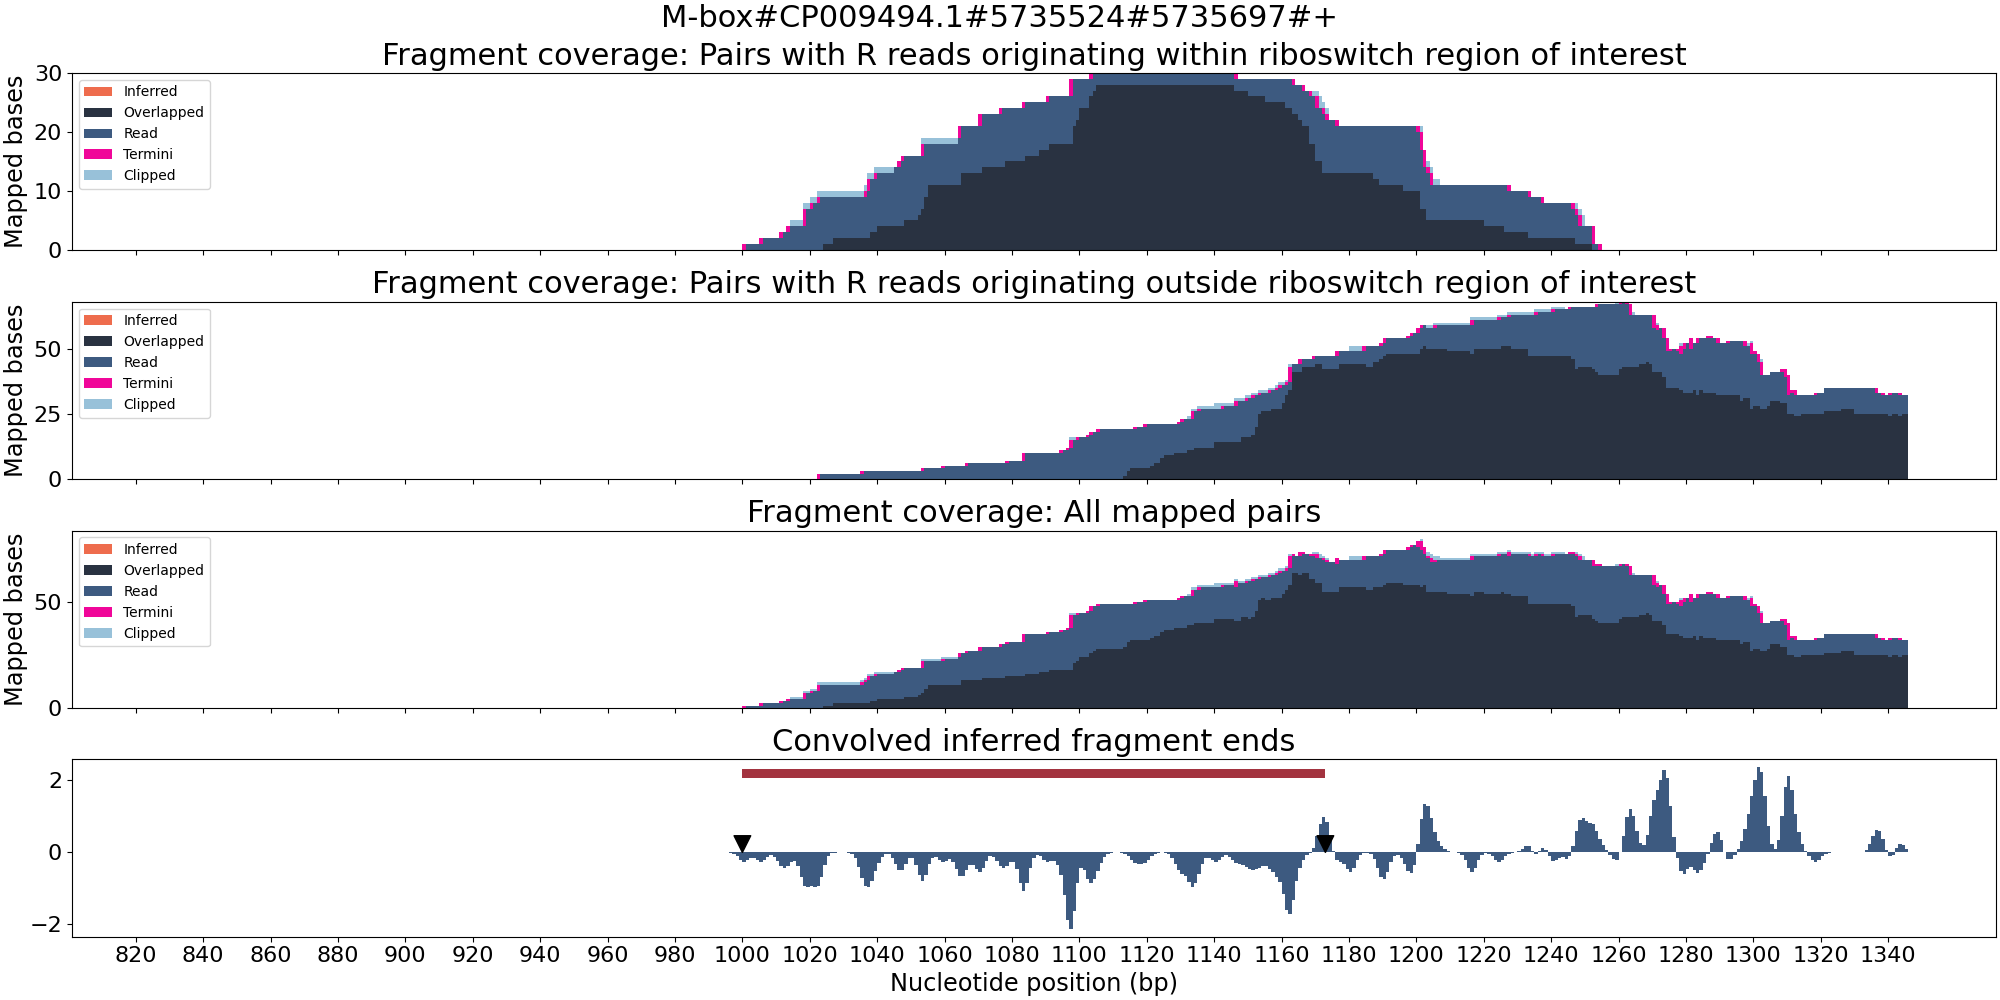 M-box#CP009494.1#5735524#5735697#+
Fragment coverage: Pairs with R reads originating within riboswitch region of interest
Mapped bases
30
20
10
0
Inferred
Overlapped
Read
Termini
Clipped
Fragment coverage: Pairs with R reads originating outside riboswitch region of interest
Mapped bases
50
25
0
Inferred
Overlapped
Read
Termini
Clipped
Fragment coverage: All mapped pairs
Mapped bases
50
0
Inferred
Overlapped
Read
Termini
Clipped
Convolved inferred fragment ends
2
0
−2
820 840 860 880 900 920 940 960 980 1000 1020 1040 1060 1080 1100 1120 1140 1160 1180 1200 1220 1240 1260 1280 1300 1320 1340
Nucleotide position (bp)